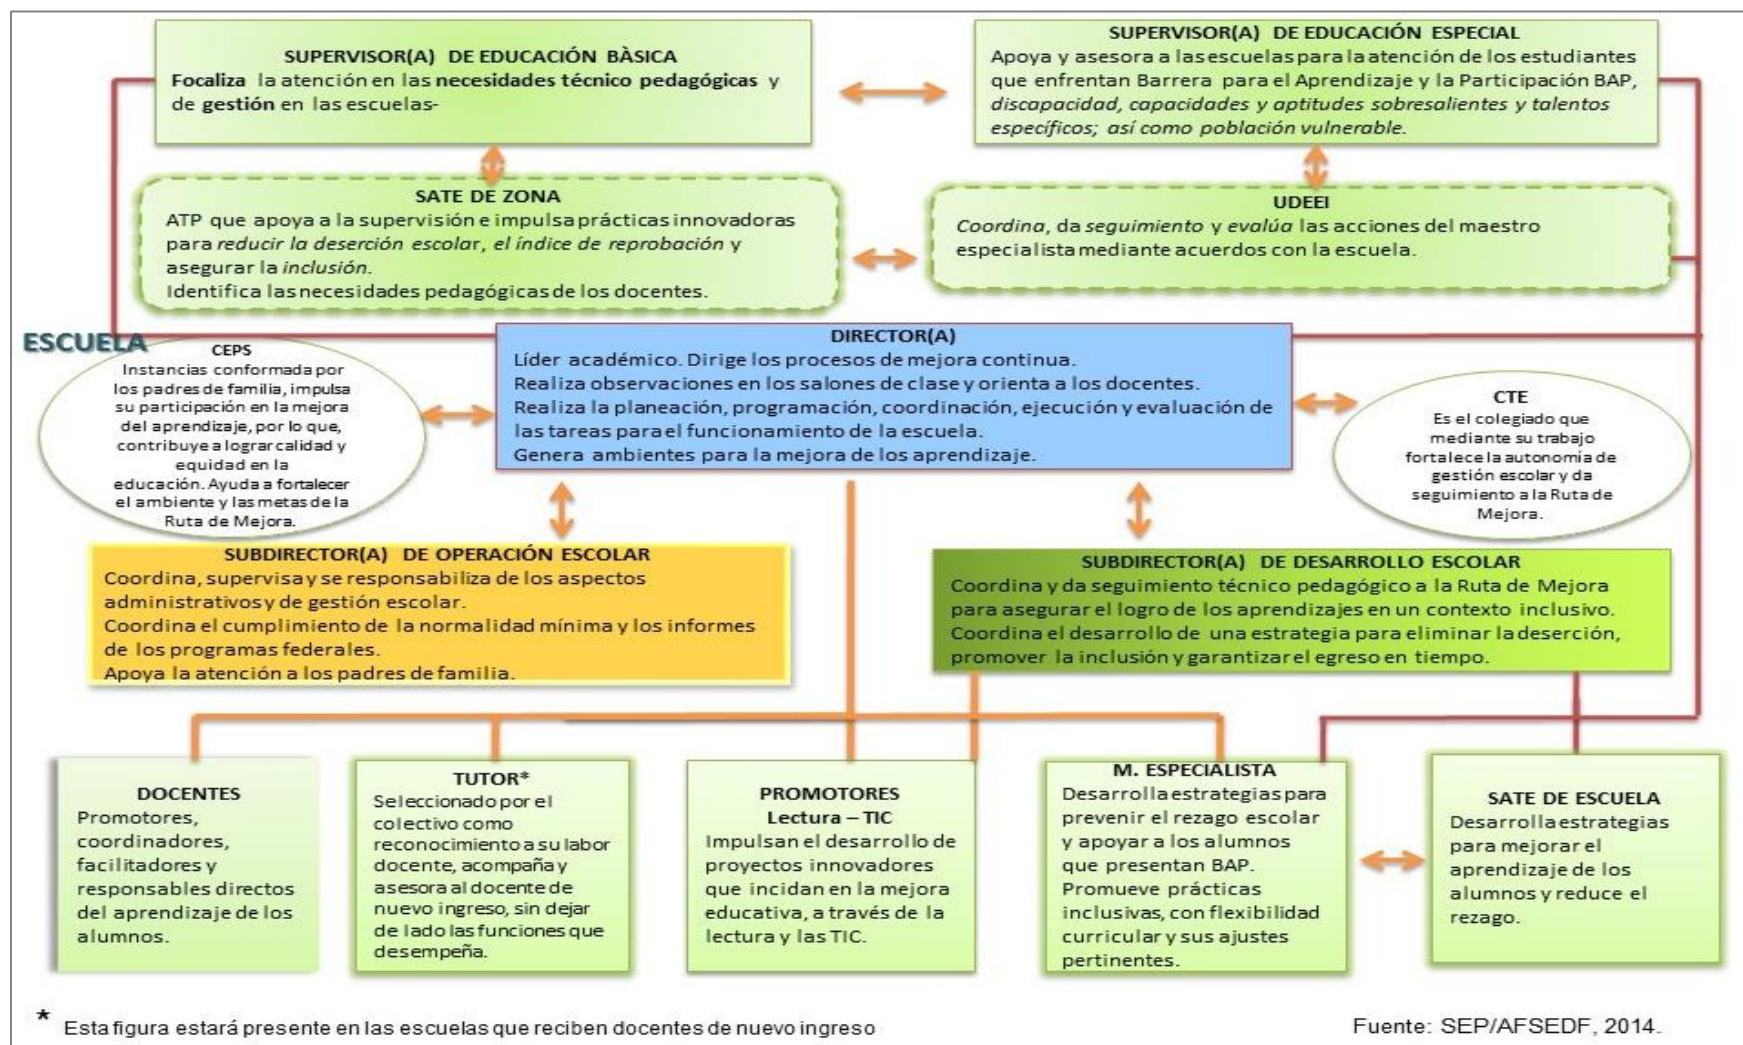 SUPERVISOR(A) DE EDUCACIÓN BÀSICA
Focaliza la atención en las necesidades técnico pedagógicas y
de gestión en las escuelas-
SUPERVISOR(A) DE EDUCACIÓN ESPECIAL
Apoya y asesora a las escuelas para la atención de los estudiantes
que enfrentan Barrera para el Aprendizaje y la Participación BAP,
discapacidad, capacidades y aptitudes sobresalientes y talentos
específicos; así como población vulnerable.
SATE DE ZONA
ATP que apoya a la supervisión e impulsa prácticas innovadoras
para reducir la deserción escolar, el índice de reprobación y
asegurar la inclusión.
Identifica las necesidades pedagógicas de los docentes.
UDEEI
Coordina, da seguimiento y evalúa las acciones del maestro
especialista mediante acuerdos con la escuela.
ESCUELA
CEPS
Instancias conformada por
los padres de familia, impulsa
su participación en la mejora
del aprendizaje, por lo que,
contribuye a lograr calidad y
equidad en la
educación. Ayuda a fortalecer
el ambiente y las metas de la
Ruta de Mejora.
DIRECTOR(A)
Líder académico. Dirige los procesos de mejora continua.
Realiza observaciones en los salones de clase y orienta a los docentes.
Realiza la planeación, programación, coordinación, ejecución y evaluación de
las tareas para el funcionamiento de la escuela.
Genera ambientes para la mejora de los aprendizaje.
CTE
Es el colegiado que
mediante su trabajo
fortalece la autonomía de
gestión escolar y da
seguimiento a la Ruta de
Mejora.
SUBDIRECTOR(A) DE OPERACIÓN ESCOLAR
Coordina, supervisa y se responsabiliza de los aspectos
administrativos y de gestión escolar.
Coordina el cumplimiento de la normalidad mínima y los informes
de los programas federales.
Apoya la atención a los padres de familia.
SUBDIRECTOR(A) DE DESARROLLO ESCOLAR
Coordina y da seguimiento técnico pedagógico a la Ruta de Mejora
para asegurar el logro de los aprendizajes en un contexto inclusivo.
Coordina el desarrollo de una estrategia para eliminar la deserción,
promover la inclusión y garantizar el egreso en tiempo.
DOCENTES
Promotores,
coordinadores,
facilitadores y
responsables directos
del aprendizaje de los
alumnos.
TUTOR*
Seleccionado por el
colectivo como
reconocimiento a su labor
docente, acompaña y
asesora al docente de
nuevo ingreso, sin dejar
de lado las funciones que
desempeña.
PROMOTORES
Lectura – TIC
Impulsan el desarrollo de
proyectos innovadores
que incidan en la mejora
educativa, a través de la
lectura y las TIC.
M. ESPECIALISTA
Desarrolla estrategias para
prevenir el rezago escolar
y apoyar a los alumnos
que presentan BAP.
Promueve prácticas
inclusivas, con flexibilidad
curricular y sus ajustes
pertinentes.
SATE DE ESCUELA
Desarrolla estrategias
para mejorar el
aprendizaje de los
alumnos y reduce el
rezago.
* Esta figura estará presente en las escuelas que reciben docentes de nuevo ingreso
Fuente: SEP/AFSEDF, 2014.